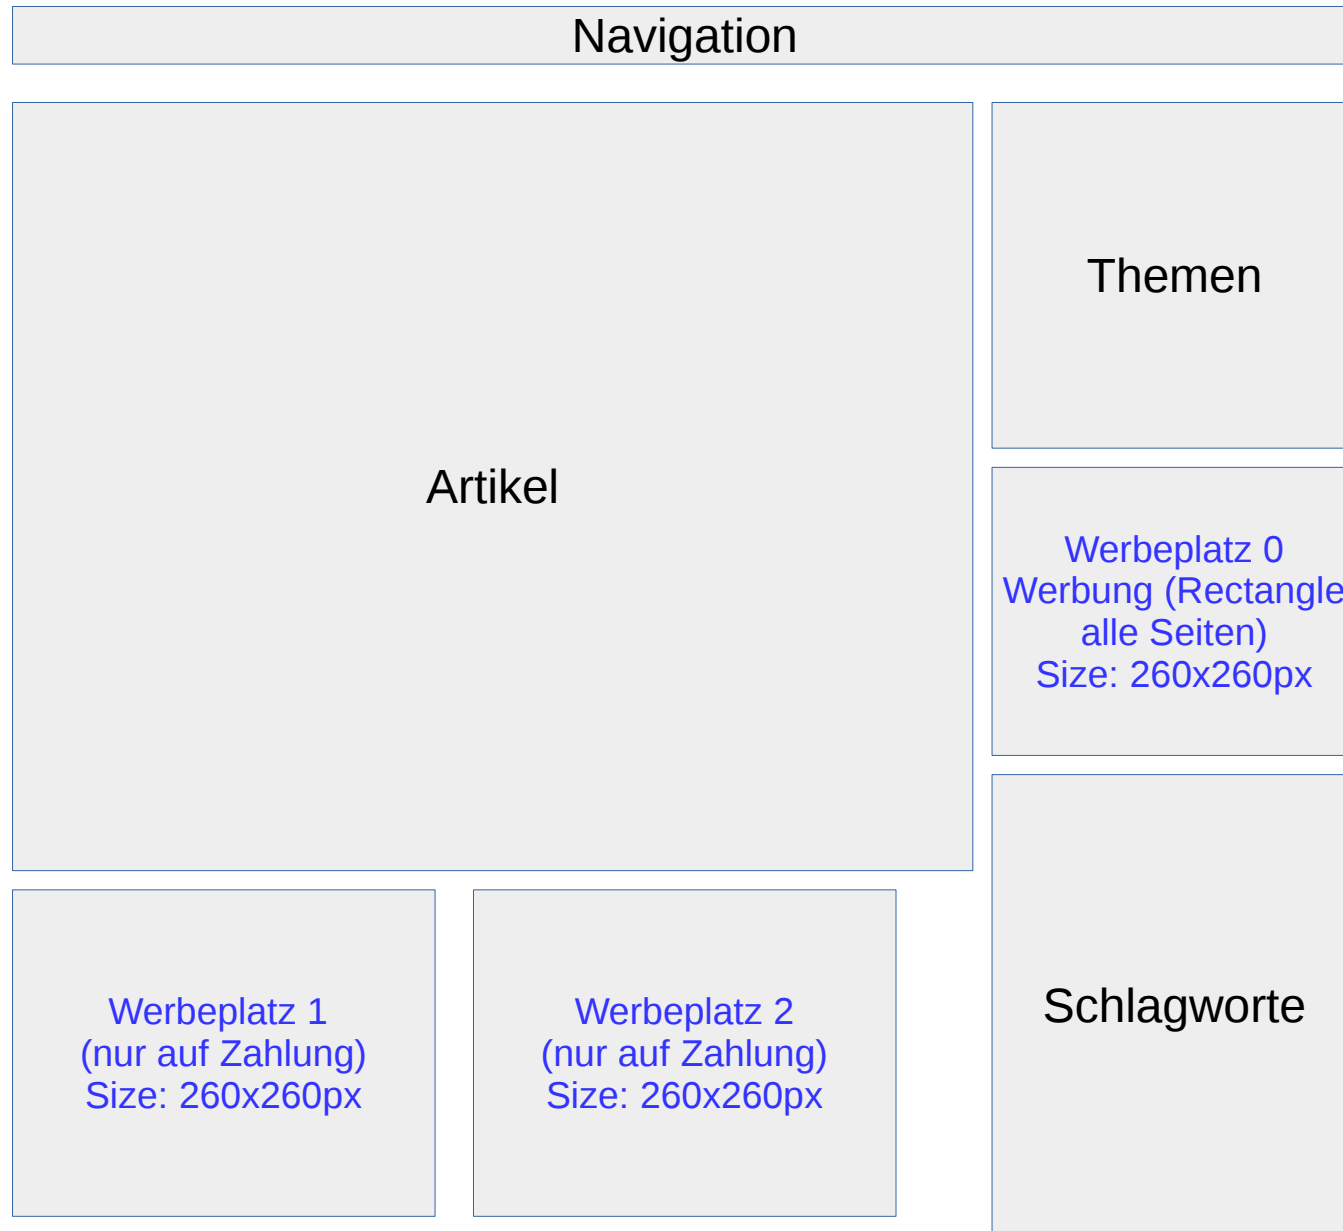 Navigation
Artikel
Themen
Werbeplatz 0
Werbung (Rectangle
alle Seiten)
Size: 260x260px
Werbeplatz 1
(nur auf Zahlung)
Size: 260x260px
Werbeplatz 2
(nur auf Zahlung)
Size: 260x260px
Schlagworte